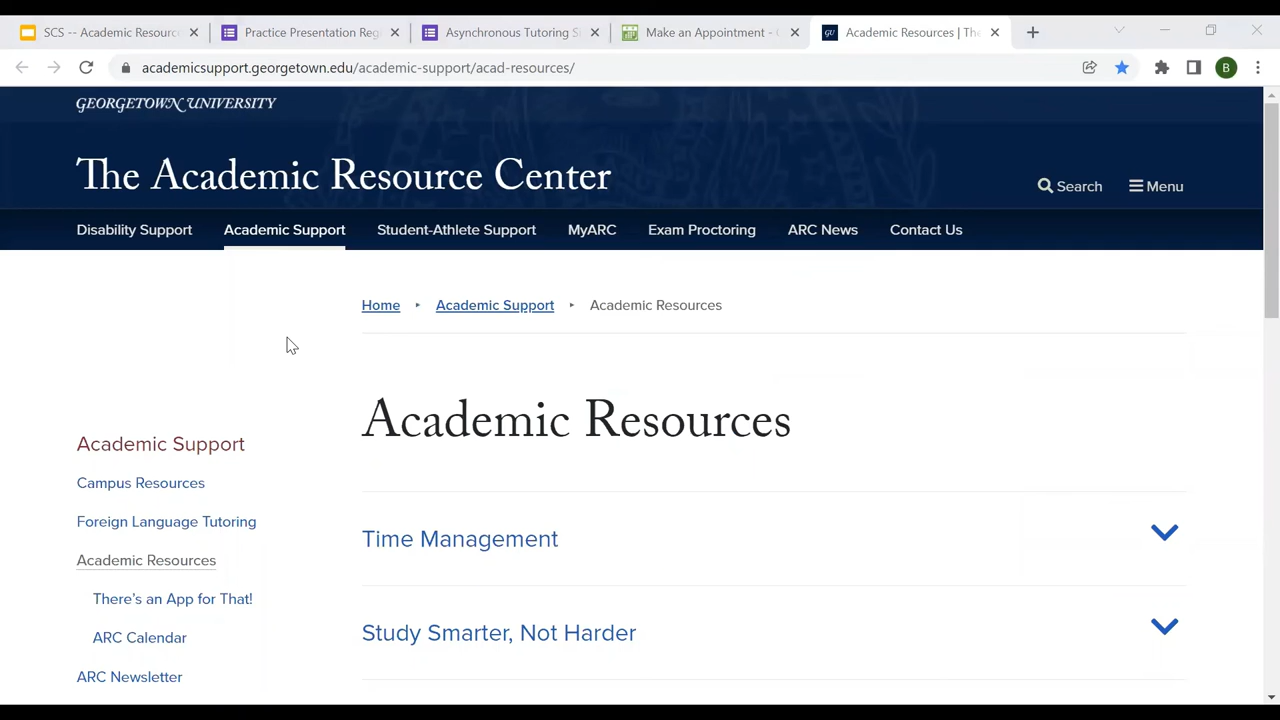 SCS -- Academic Resourc
Practice Presentation Reg
Asynchronous Tutoring S
Make an Appointment -
Academic Resources | The
academicsupport.georgetown.edu/academic-support/acad-resources/
B
GEORGETOWN UNIVERSITY
The Academic Resource Center
Search
Menu
Disability Support
Academic Support
Student-Athlete Support
MyARC
Exam Proctoring
ARC News
Contact Us
Home
Academic Support
Academic Resources
Academic Resources
Academic Support
Campus Resources
Foreign Language Tutoring
Academic Resources
There's an App for That!
ARC Calendar
ARC Newsletter
Time Management
Study Smarter, Not Harder